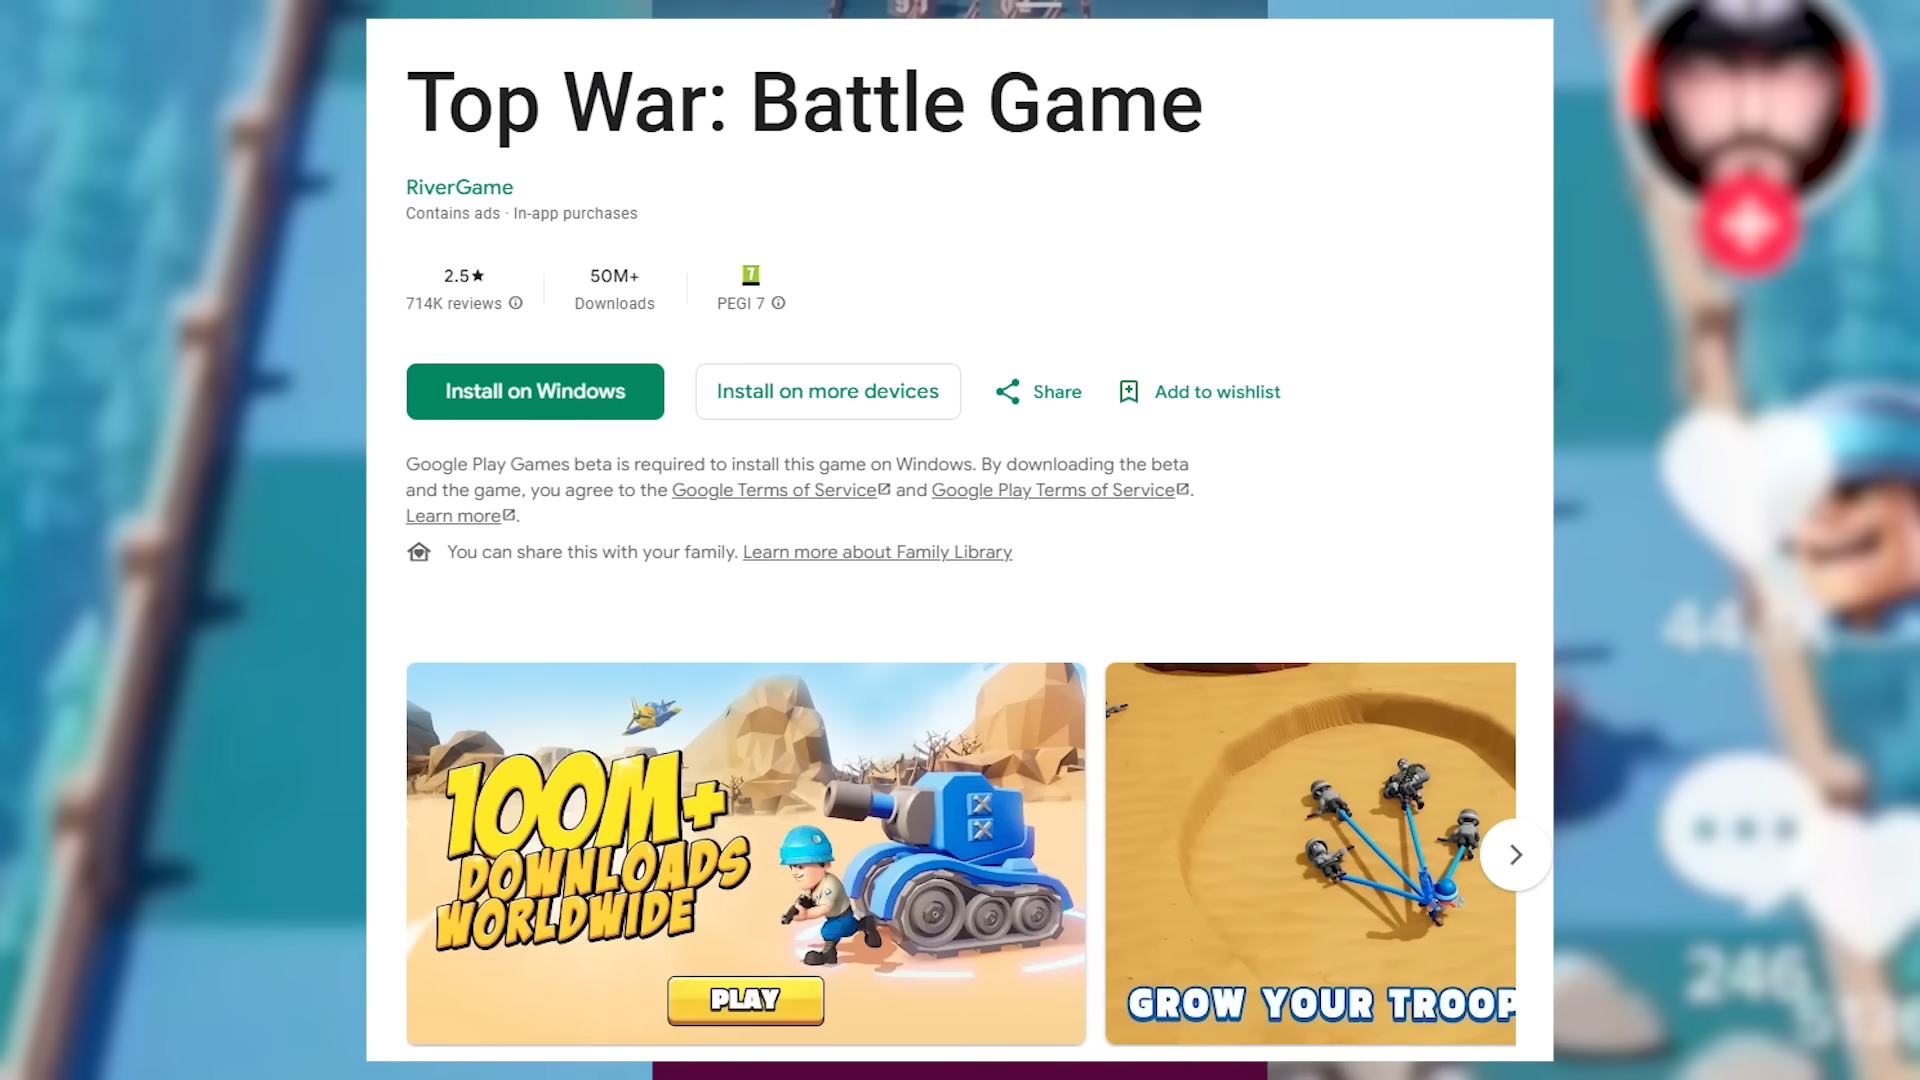 Top War: Battle Game
RiverGame
Contains ads · In-app purchases
2.5★
714K reviews
50M+
Downloads
7
PEGI 7
Install on Windows
Install on more devices
Share
Add to wishlist
Google Play Games beta is required to install this game on Windows. By downloading the beta
and the game, you agree to the Google Terms of Service and Google Play Terms of Service.
Learn more.
You can share this with your family. Learn more about Family Library
100M+
DOWNLOADS
WORLDWIDE
PLAY
GROW YOUR TROOP
246